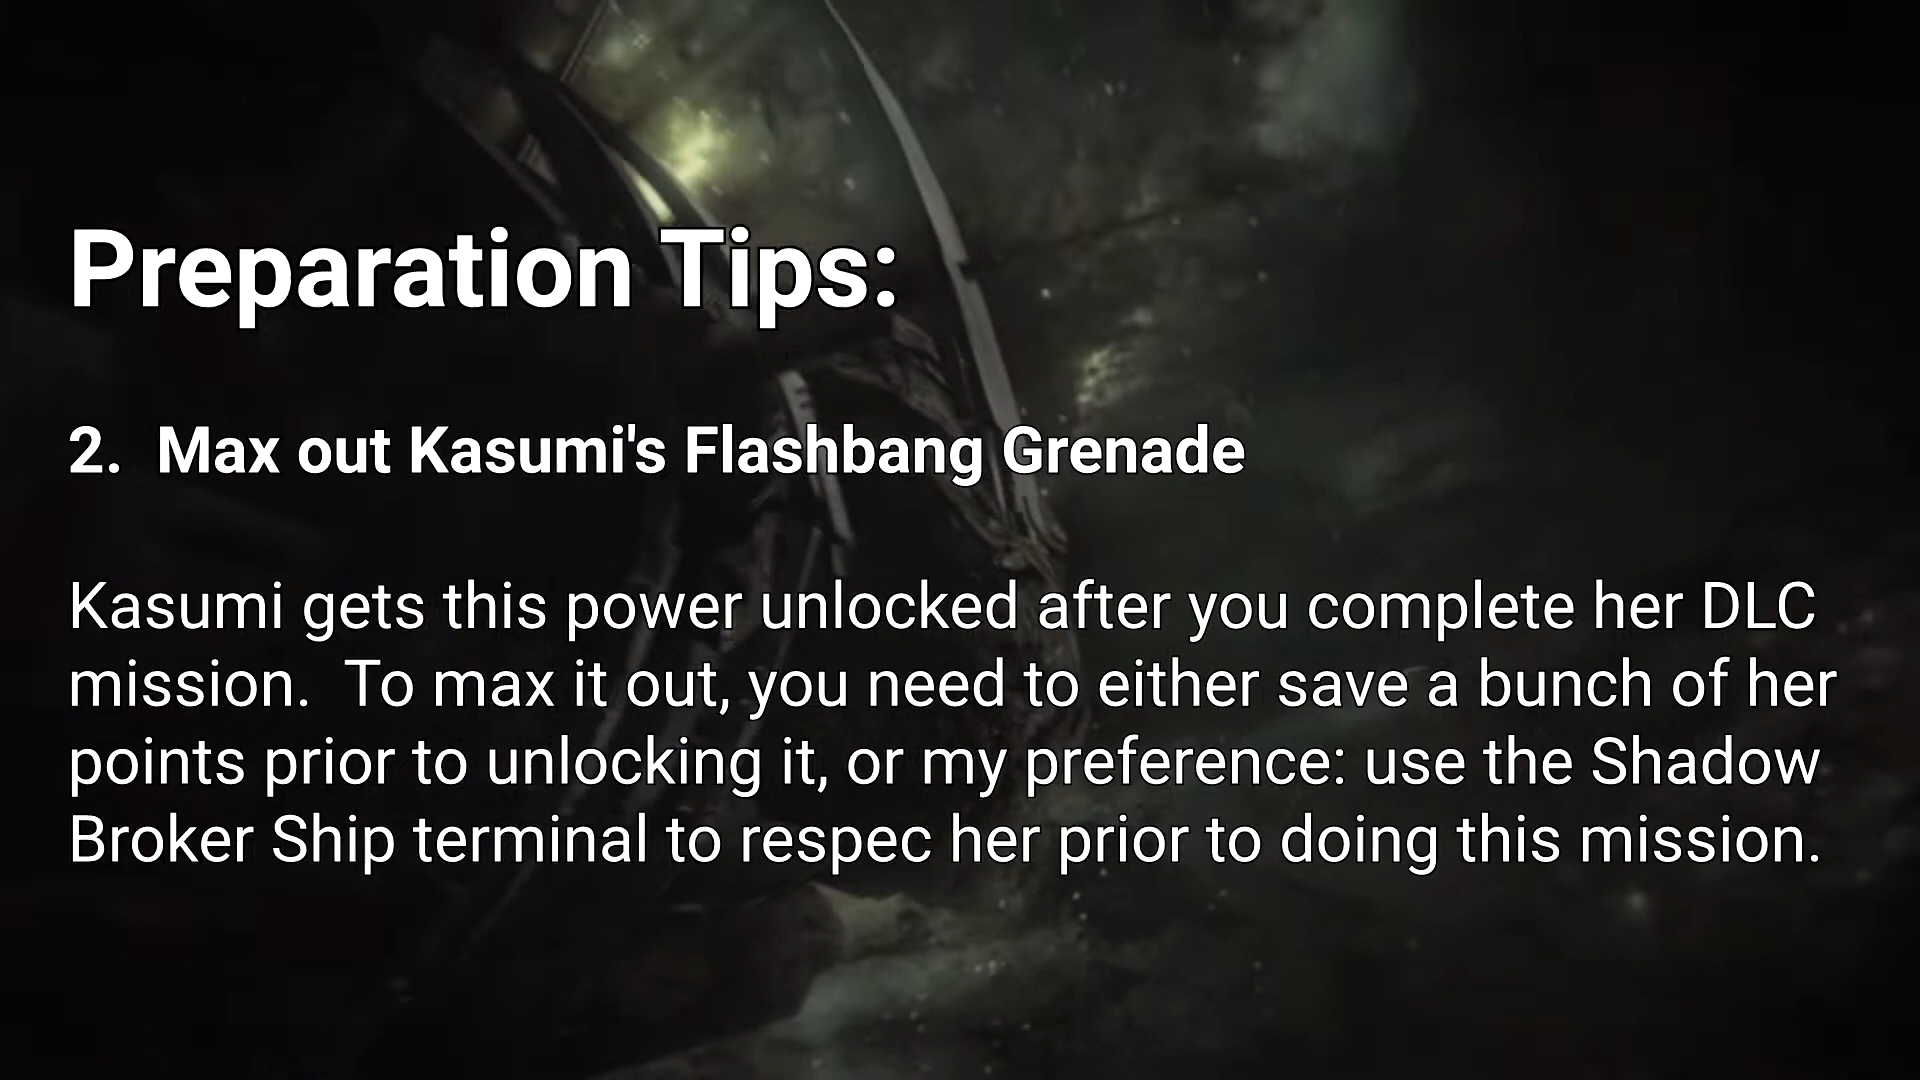 Preparation Tips:
2.  Max out Kasumi's Flashbang Grenade
Kasumi gets this power unlocked after you complete her DLC
mission.  To max it out, you need to either save a bunch of her
points prior to unlocking it, or my preference: use the Shadow
Broker Ship terminal to respec her prior to doing this mission.